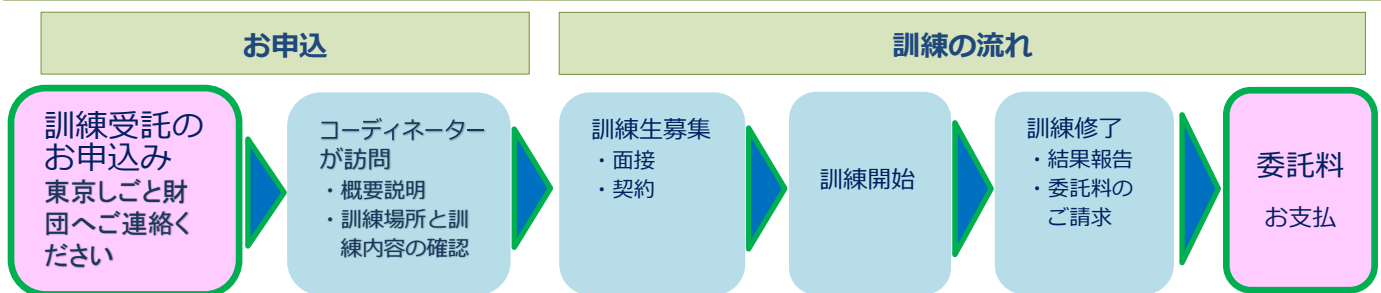 お申込
訓練の流れ
訓練受託の
お申込み
東京しごと財
団へご連絡く
ださい
コーディネーター
が訪問
・概要説明
・訓練場所と訓
練内容の確認
訓練生募集
・面接
・契約
訓練開始
訓練修了
・結果報告
・委託料の
ご請求
委託料
お支払